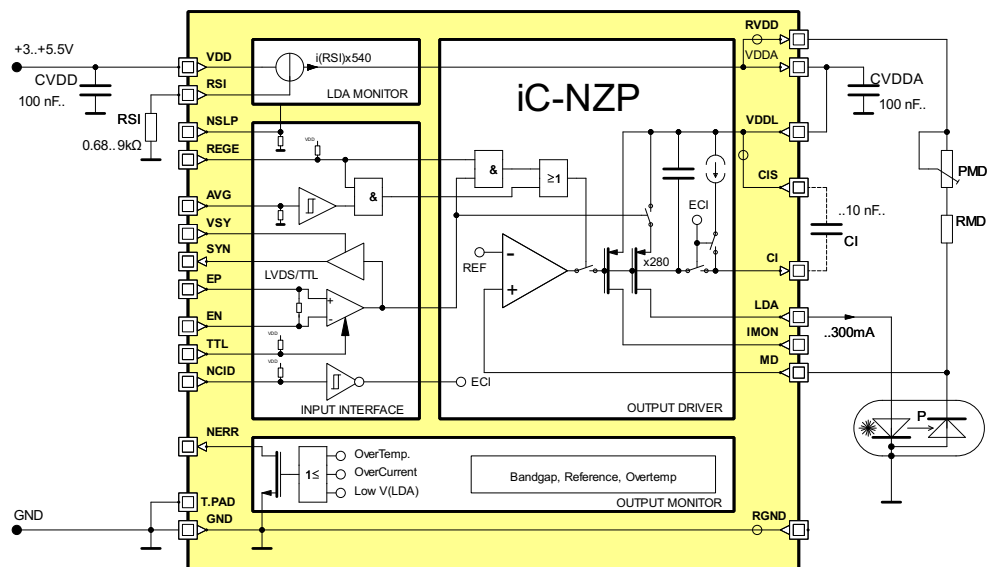 +3..+5.5V
CVDD
100 nF..
RSI
0.68..9kΩ
GND
VDD
RSI
NSLP
REGE
AVG
VSY
SYN
EP
EN
TTL
NCID
NERR
T.PAD
GND
i(RSI)x540
LDA MONITOR
VDD
&
LVDS/TTL
+
-
VDD
VDD
ECI
INPUT INTERFACE
iC-NZP
&
≥1
ECI
REF
-
+
x280
OUTPUT DRIVER
1≤
OverTemp.
OverCurrent
Low V(LDA)
Bandgap, Reference, Overtemp
OUTPUT MONITOR
RVDD
VDDA
VDDL
CIS
CI
LDA
IMON
MD
RGND
CVDDA
100 nF..
PMD
RMD
..10 nF..
CI
..300mA
P